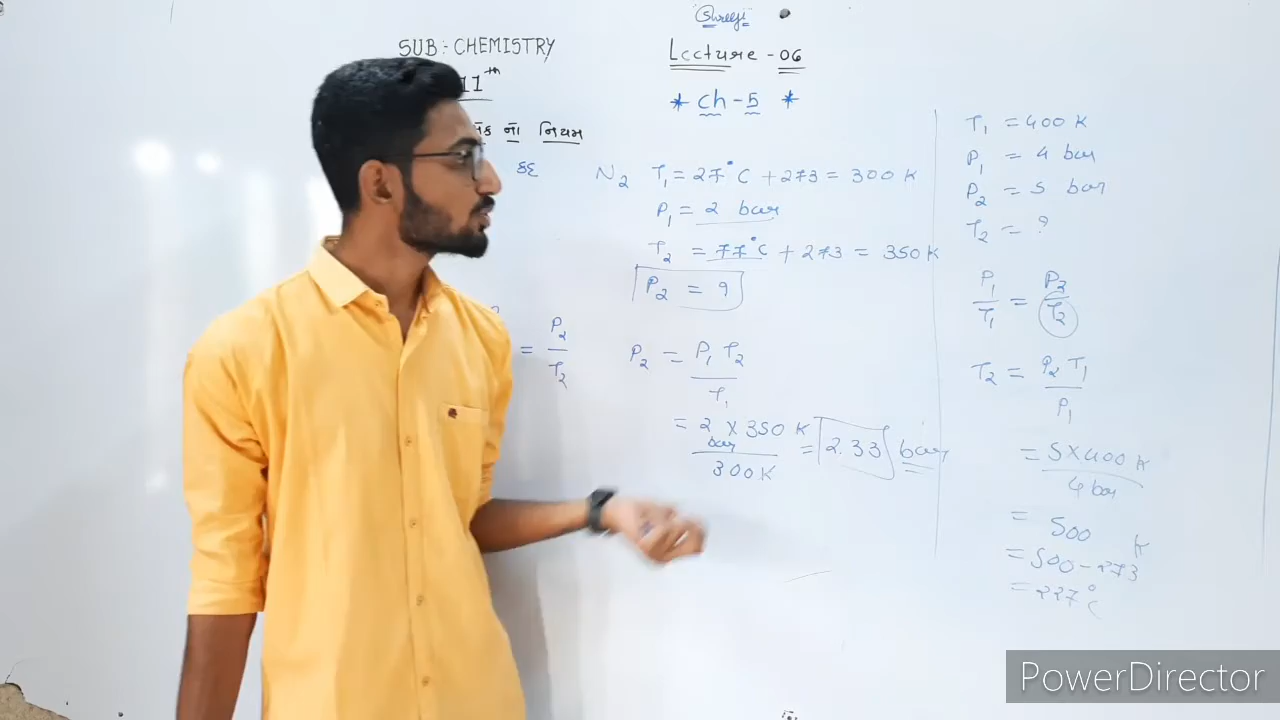 Shreeji
SUB:- CHEMISTRY
Lecture - 06
11th
* Ch-5 *
નો નિયમ
કદ
N2 T1 = 27°C + 273 = 300 K
P1 = 2 bar
T2 = 77°C + 273 = 350 K
P2 = ?
= P2 / T2
P2 = P1 T2 / T1
= 2 bar × 350 K / 300 K = 2.33 bar
T1 = 400 K
P1 = 4 bar
P2 = 5 bar
T2 = ?
P1 / T1 = P2 / T2
T2 = P2 T1 / P1
= 5×400 K / 4 bar
= 500 K
= 500 - 273
= 227°C
PowerDirector